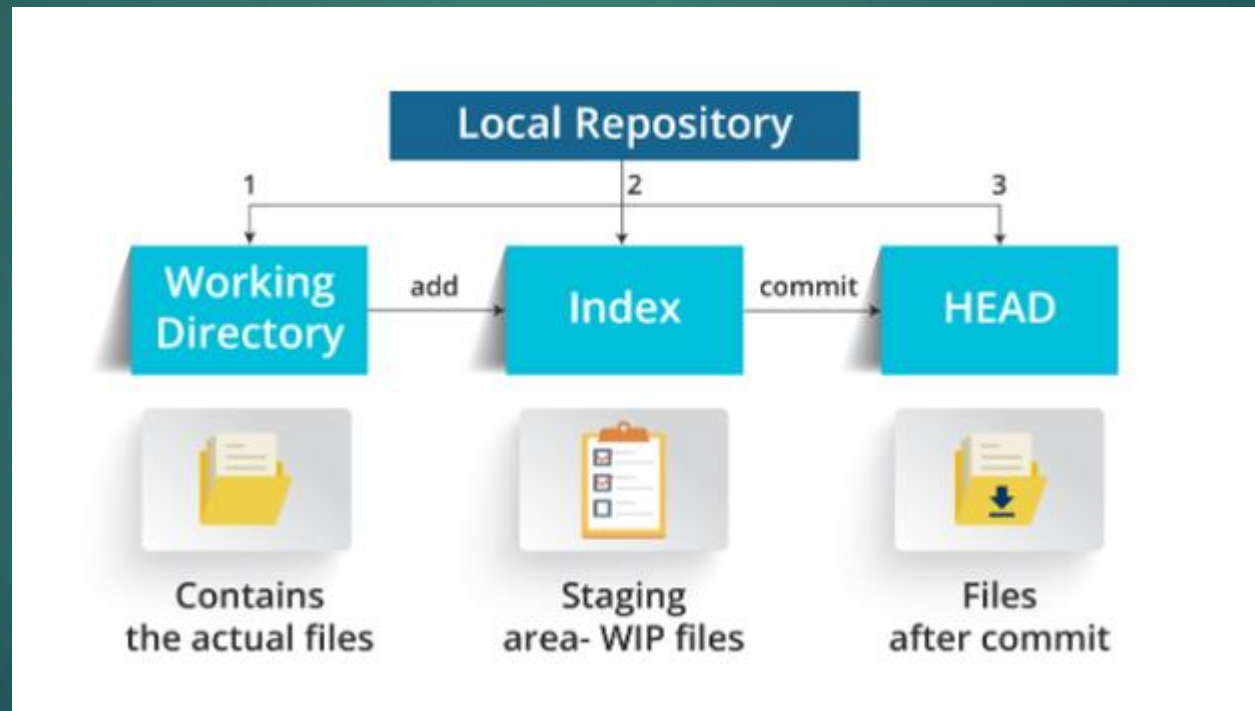 Local Repository
1
2
3
Working
Directory
add
Index
commit
HEAD
Contains
the actual files
Staging
area- WIP files
Files
after commit